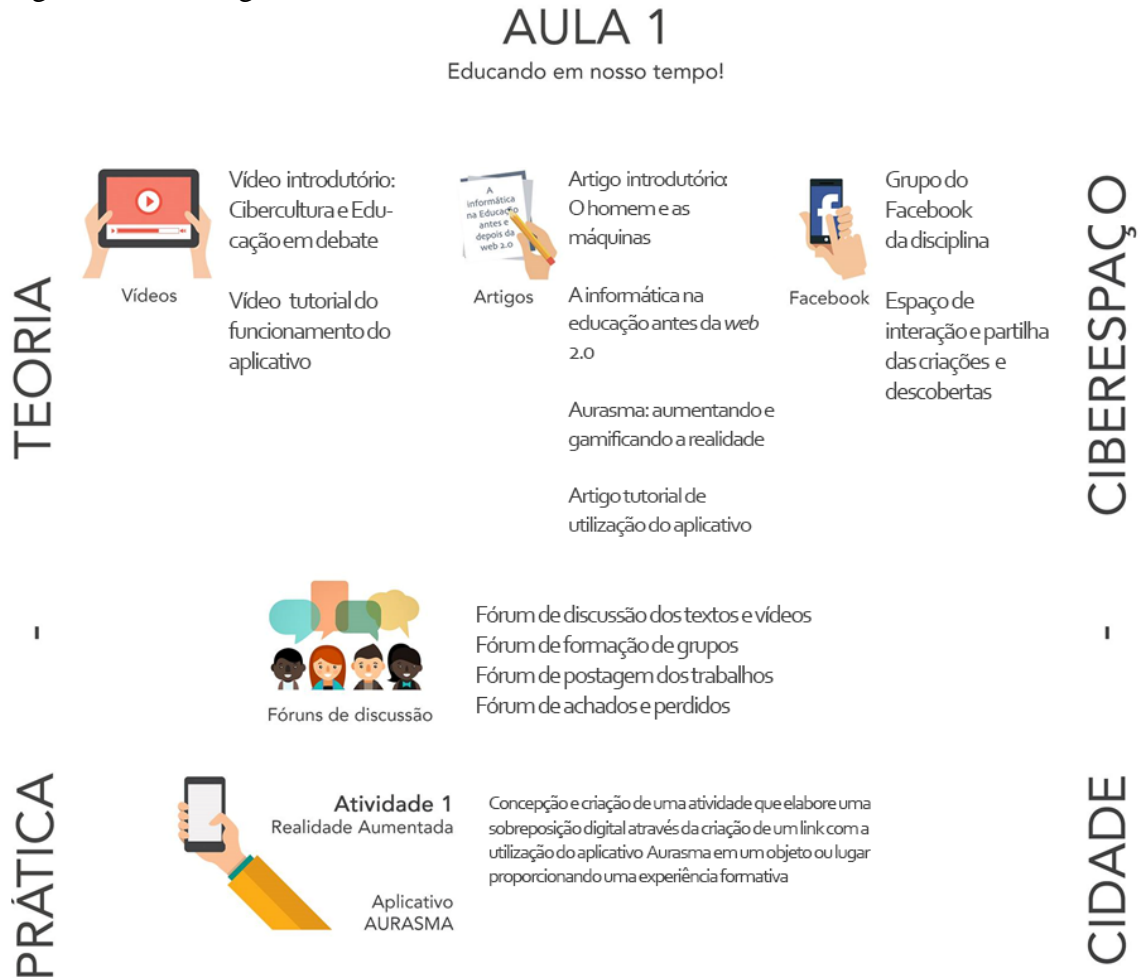 AULA 1
Educando em nosso tempo!
TEORIA - PRÁTICA
Vídeos
Vídeo introdutório:
Cibercultura e Edu-
cação em debate
Vídeo tutorial do
funcionamento do
aplicativo
A
informática
na Educação
antes e
depois da
web 2.0
Artigos
Artigo introdutório:
O homem e as
máquinas
A informática na
educação antes da web
2.0
Aurasma: aumentando e
gamificando a realidade
Artigo tutorial de
utilização do aplicativo
f
Facebook
Grupo do
Facebook
da disciplina
Espaço de
interação e partilha
das criações e
descobertas
CIBERESPAÇO - CIDADE
Fóruns de discussão
Fórum de discussão dos textos e vídeos
Fórum de formação de grupos
Fórum de postagem dos trabalhos
Fórum de achados e perdidos
Atividade 1
Realidade Aumentada
Aplicativo
AURASMA
Concepção e criação de uma atividade que elabore uma
sobreposição digital através da criação de um link com a
utilização do aplicativo Aurasma em um objeto ou lugar
proporcionando uma experiência formativa